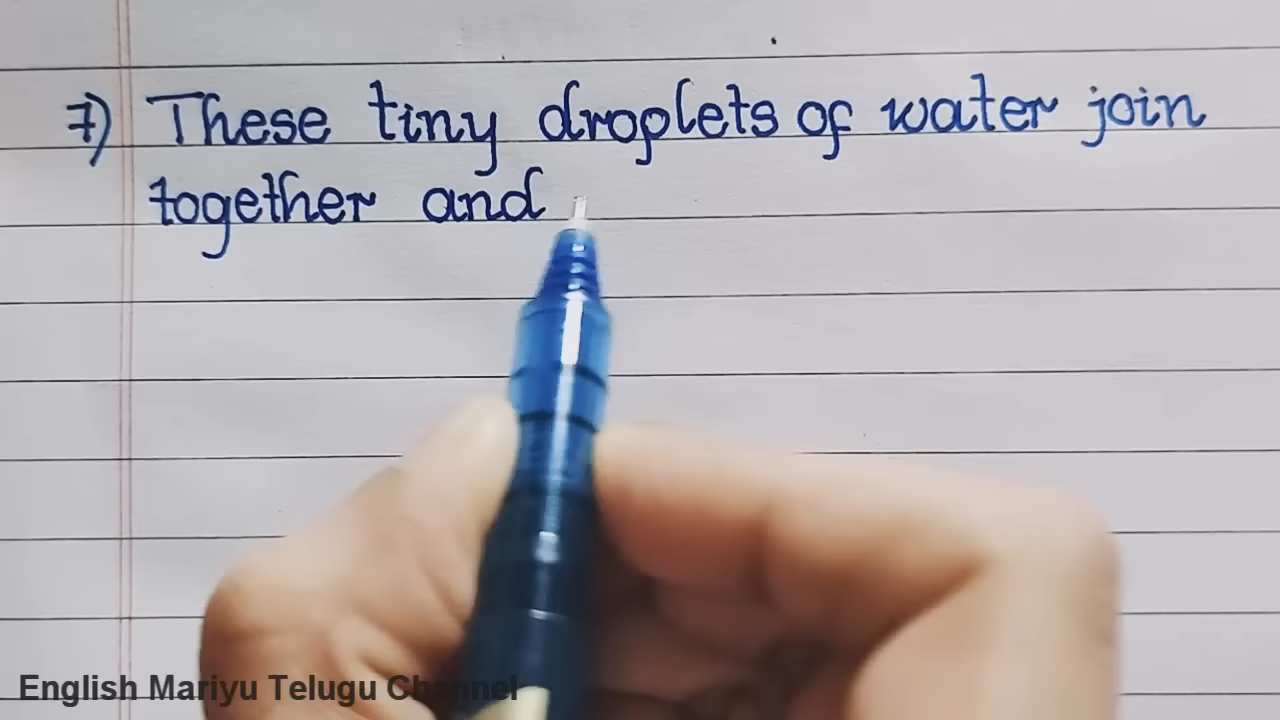 7) These tiny droplets of water join
together and
English Mariyu Telugu Channel